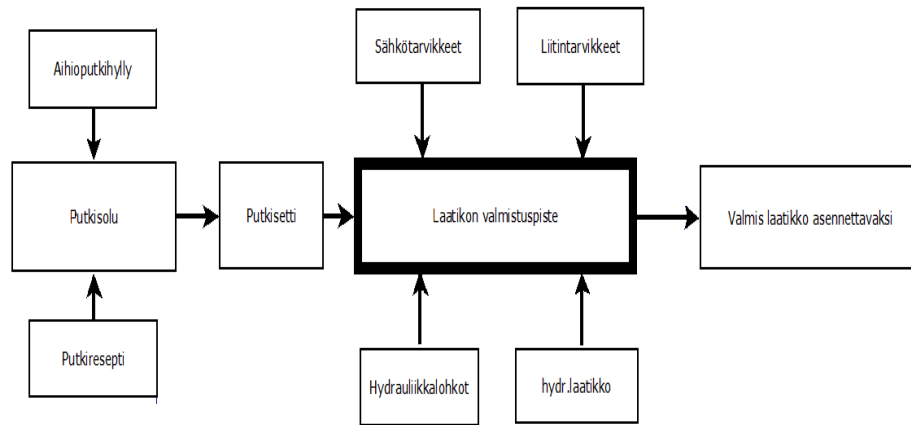 Sähkötarvikkeet
Liitintarvikkeet
Aihioputkihylly
Putkisolu
Putkisetti
Laatikon valmistuspiste
Valmis laatikko asennettavaksi
Putkiresepti
Hydrauliikkalohkot
hydr.laatikko